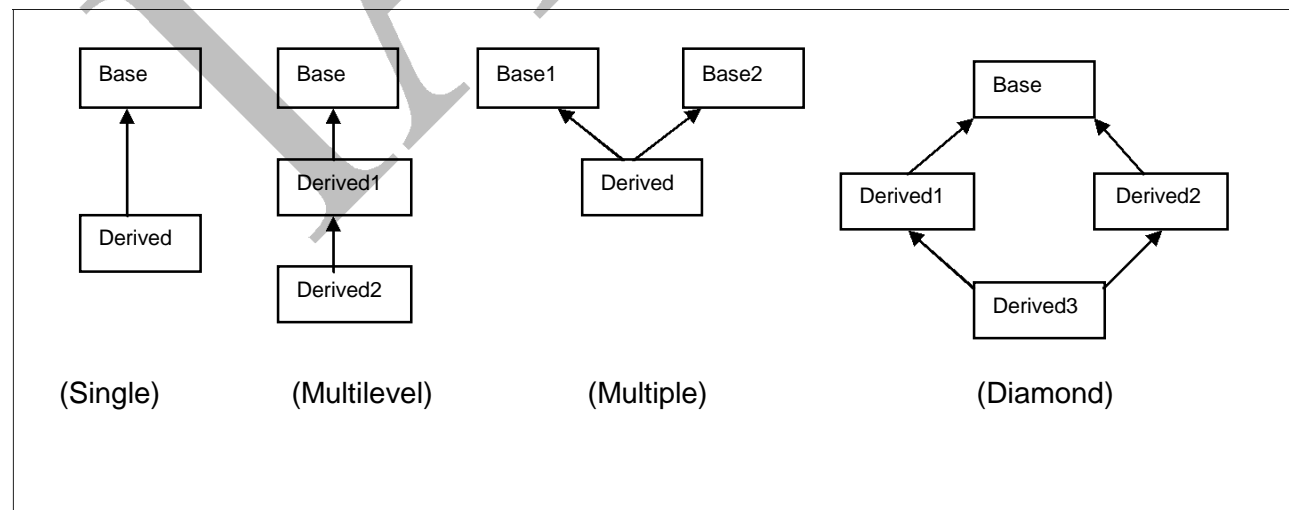 Base
Derived
(Single)
Base
Derived1
Derived2
(Multilevel)
Base1
Base2
Derived
(Multiple)
Base
Derived1
Derived2
Derived3
(Diamond)